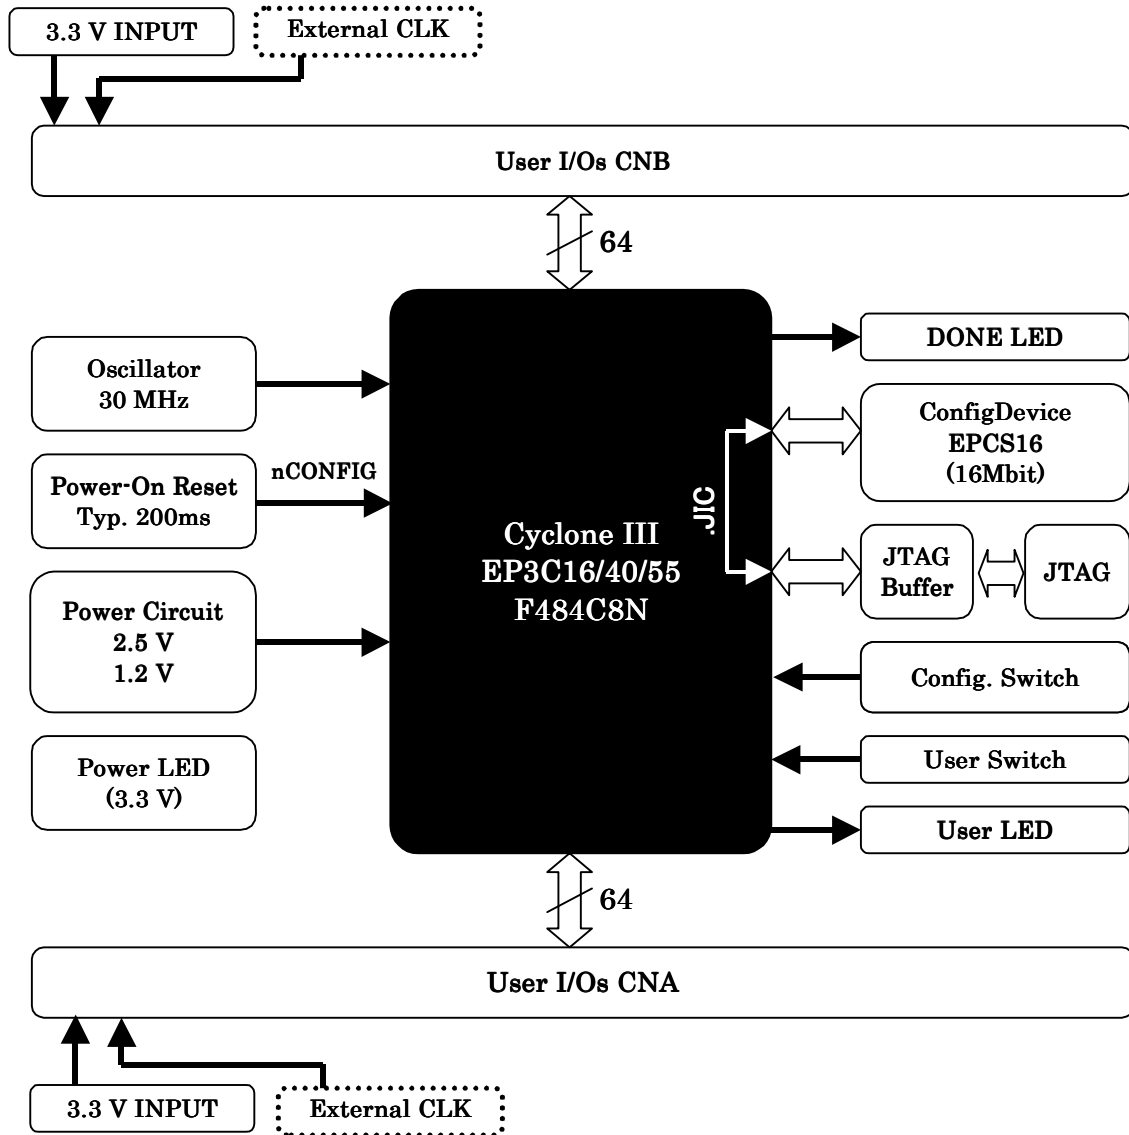 3.3 V INPUT
External CLK
User I/Os CNB
64
Oscillator
30 MHz
nCONFIG
Power-On Reset
Typ. 200ms
Power Circuit
2.5 V
1.2 V
Power LED
(3.3 V)
Cyclone III
EP3C16/40/55
F484C8N
.JIC
DONE LED
ConfigDevice
EPCS16
(16Mbit)
JTAG
Buffer
JTAG
Config. Switch
User Switch
User LED
64
User I/Os CNA
3.3 V INPUT
External CLK